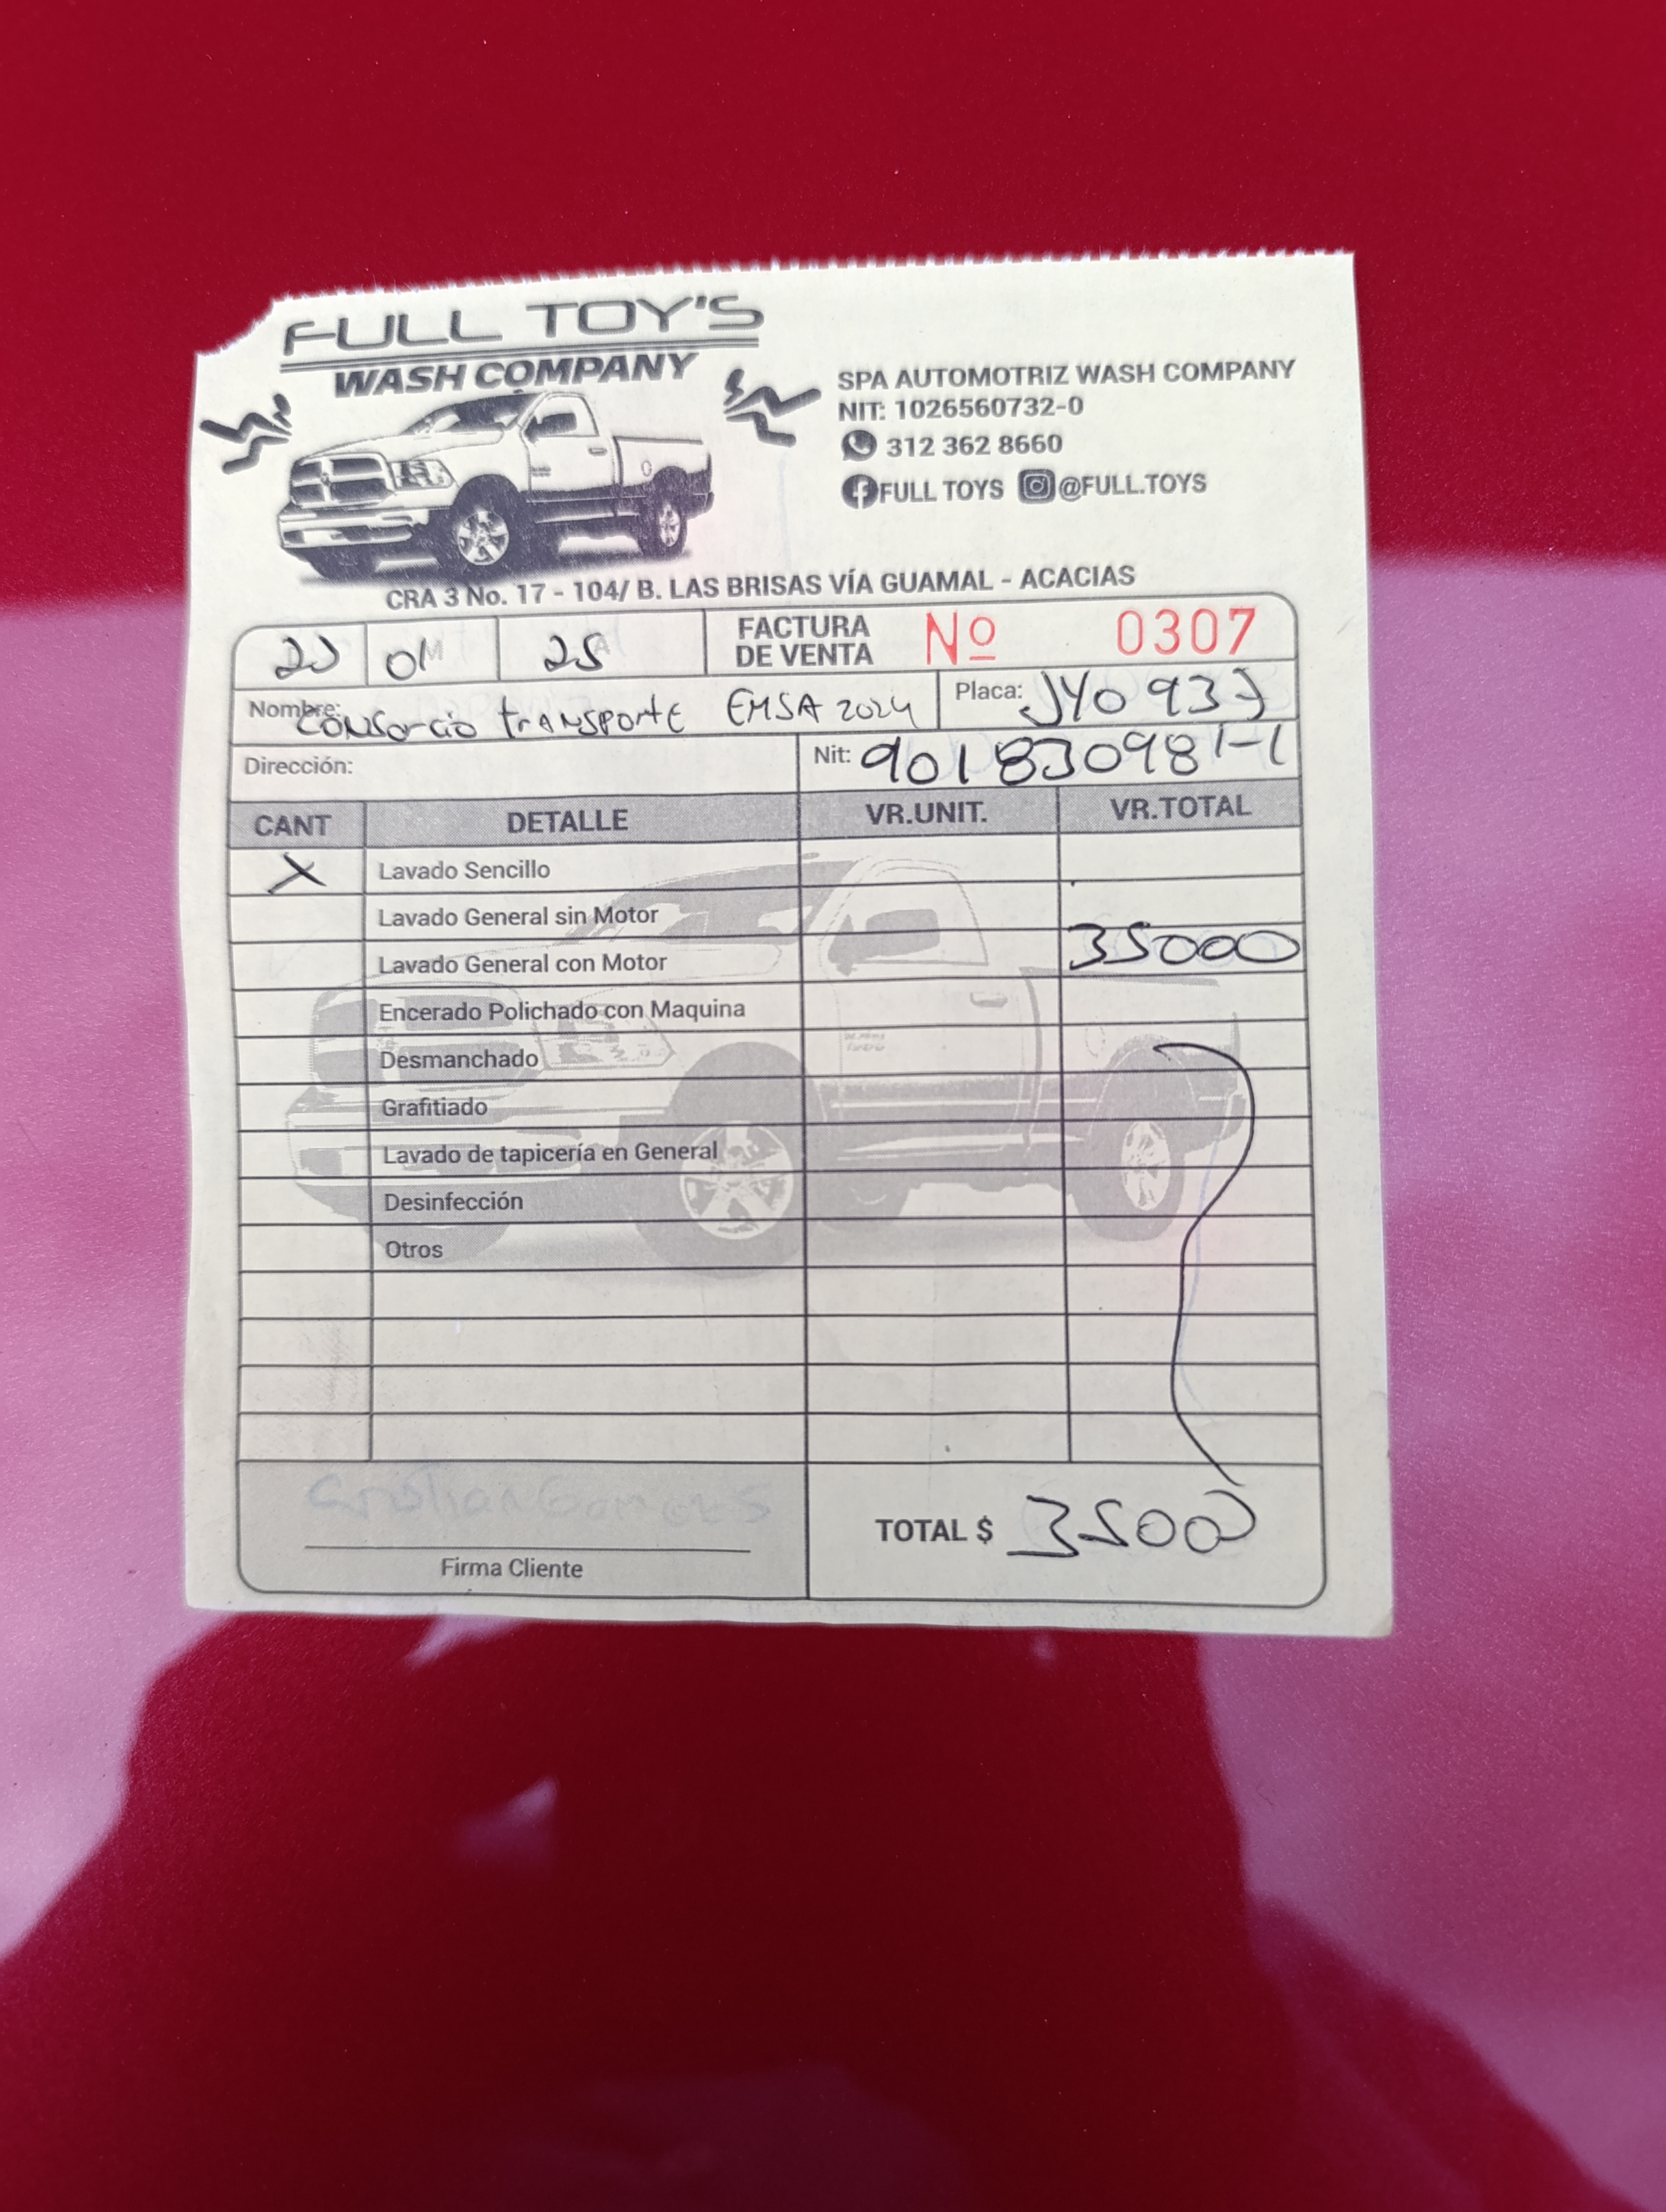 FULL TOY'S
WASH COMPANY
SPA AUTOMOTRIZ WASH COMPANY
NIT: 1026560732-0
312 362 8660
FULL TOYS @FULL.TOYS
CRA 3 No. 17 - 104/ B. LAS BRISAS VÍA GUAMAL - ACACIAS
01 25 FACTURA DE VENTA Nº 0307
Nombre: Consorcio transporte EMSA 2024 Placa:
Dirección: Nit: 901830981-1
CANT DETALLE VR.UNIT. VR.TOTAL
X Lavado Sencillo
Lavado General sin Motor
Lavado General con Motor 35000
Encerado Polichado con Maquina
Desmanchado
Grafitiado
Lavado de tapicería en General
Desinfección
Otros
TOTAL $ 3500
Firma Cliente